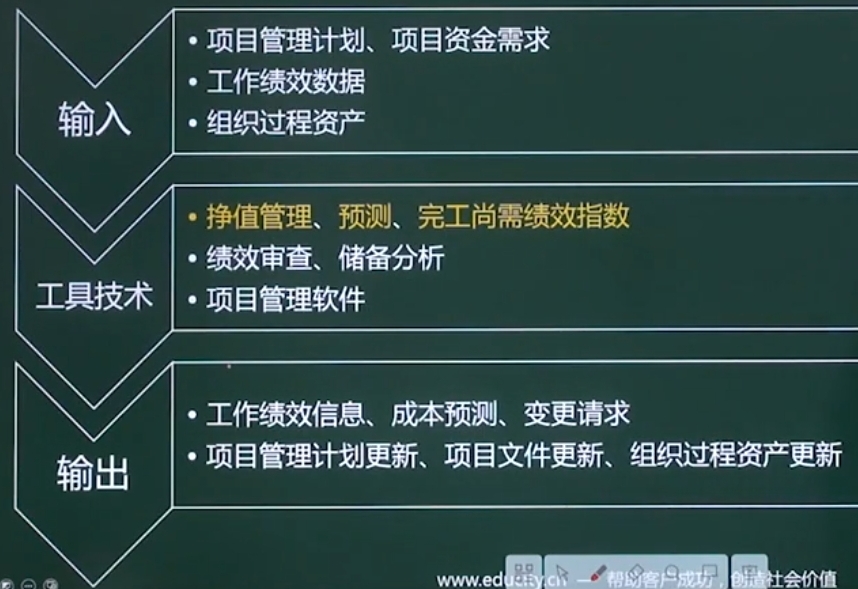 输入
• 项目管理计划、项目资金需求
• 工作绩效数据
• 组织过程资产
工具技术
• 挣值管理、预测、完工尚需绩效指数
• 绩效审查、储备分析
• 项目管理软件
输出
• 工作绩效信息、成本预测、变更请求
• 项目管理计划更新、项目文件更新、组织过程资产更新
www.educity.cn — 帮助客户成功，创造社会价值